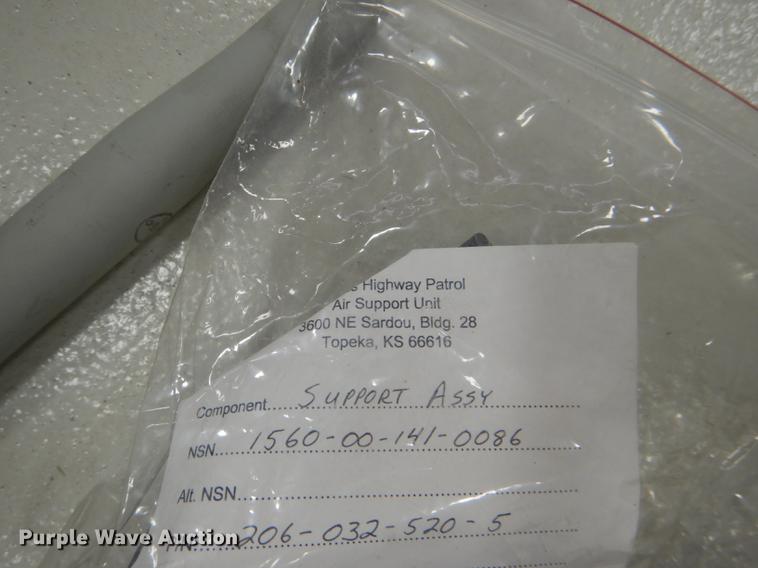 Highway Patrol
Air Support Unit
3600 NE Sardou, Bldg. 28
Topeka, KS 66616
Component.... SUPPORT ASSY
NSN.... 1560-00-141-0086
Alt. NSN....
206-032-520-5
Purple Wave Auction